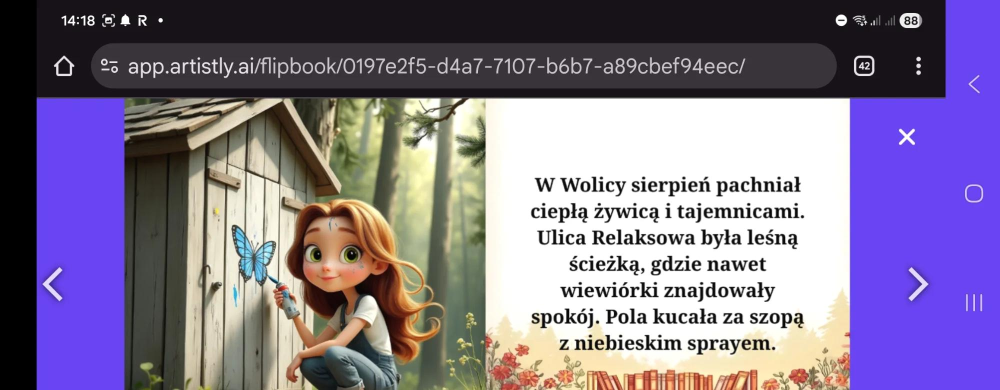 14:18
88
app.artistly.ai/flipbook/0197e2f5-d4a7-7107-b6b7-a89cbef94eec/
42
W Wolicy sierpień pachniał
ciepłą żywicą i tajemnicami.
Ulica Relaksowa była leśną
ścieżką, gdzie nawet
wiewiórki znajdowały
spokój. Pola kucała za szopą
z niebieskim sprayem.